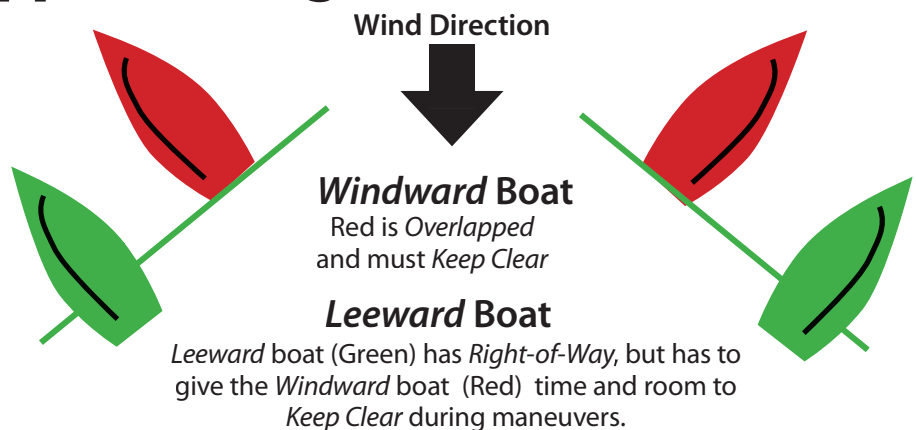 Wind Direction
Windward Boat
Red is Overlapped
and must Keep Clear
Leeward Boat
Leeward boat (Green) has Right-of-Way, but has to
give the Windward boat (Red) time and room to
Keep Clear during maneuvers.